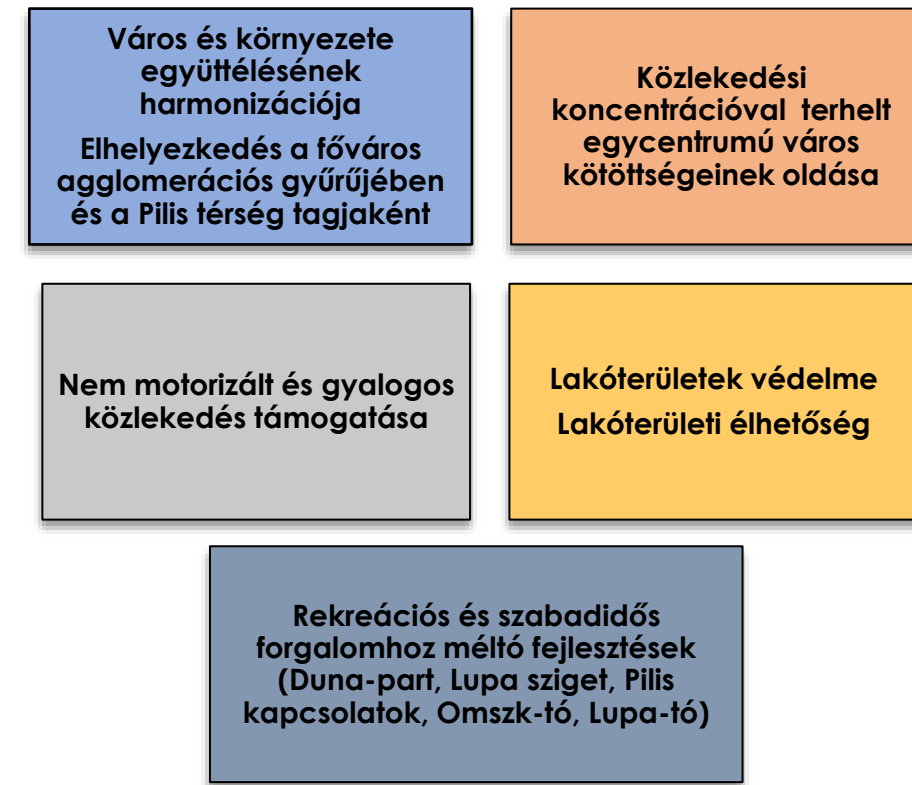 Város és környezete
együttélésének
harmonizációja
Elhelyezkedés a főváros
agglomerációs gyűrűjében
és a Pilis térség tagjaként
Közlekedési
koncentrációval terhelt
egycentrumú város
kötöttségeinek oldása
Nem motorizált és gyalogos
közlekedés támogatása
Lakóterületek védelme
Lakóterületi élhetőség
Rekreációs és szabadidős
forgalomhoz méltó fejlesztések
(Duna-part, Lupa sziget, Pilis
kapcsolatok, Omszk-tó, Lupa-tó)